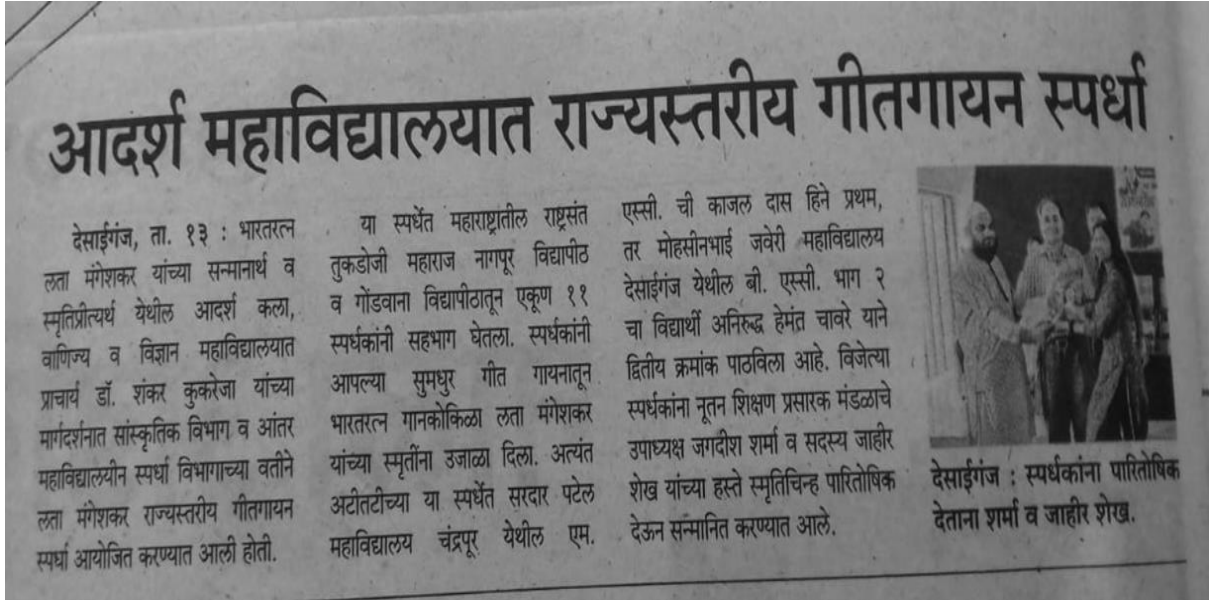 आदर्श महाविद्यालयात राज्यस्तरीय गीतगायन स्पर्धा
देसाईगंज, ता. १३ : भारतरत्न
लता मंगेशकर यांच्या सन्मानार्थ व
स्मृतिप्रीत्यर्थ येथील आदर्श कला,
वाणिज्य व विज्ञान महाविद्यालयात
प्राचार्य डॉ. शंकर कुकरेजा यांच्या
मार्गदर्शनात सांस्कृतिक विभाग व आंतर
महाविद्यालयीन स्पर्धा विभागाच्या वतीने
लता मंगेशकर राज्यस्तरीय गीतगायन
स्पर्धा आयोजित करण्यात आली होती.
या स्पर्धेत महाराष्ट्रातील राष्ट्रसंत
तुकडोजी महाराज नागपूर विद्यापीठ
व गोंडवाना विद्यापीठातून एकूण ११
स्पर्धकांनी सहभाग घेतला. स्पर्धकांनी
आपल्या सुमधुर गीत गायनातून
भारतरत्न गानकोकिळा लता मंगेशकर
यांच्या स्मृतींना उजाळा दिला. अत्यंत
अटीतटीच्या या स्पर्धेत सरदार पटेल
महाविद्यालय चंद्रपूर येथील एम.
एस्सी. ची काजल दास हिने प्रथम,
तर मोहसीनभाई जवेरी महाविद्यालय
देसाईगंज येथील बी. एस्सी. भाग २
चा विद्यार्थी अनिरुद्ध हेमंत चावरे याने
द्वितीय क्रमांक पाठविला आहे. विजेत्या
स्पर्धकांना नूतन शिक्षण प्रसारक मंडळाचे
उपाध्यक्ष जगदीश शर्मा व सदस्य जाहीर
शेख यांच्या हस्ते स्मृतिचिन्ह पारितोषिक
देऊन सन्मानित करण्यात आले.
देसाईगंज : स्पर्धकांना पारितोषिक
देताना शर्मा व जाहीर शेख.